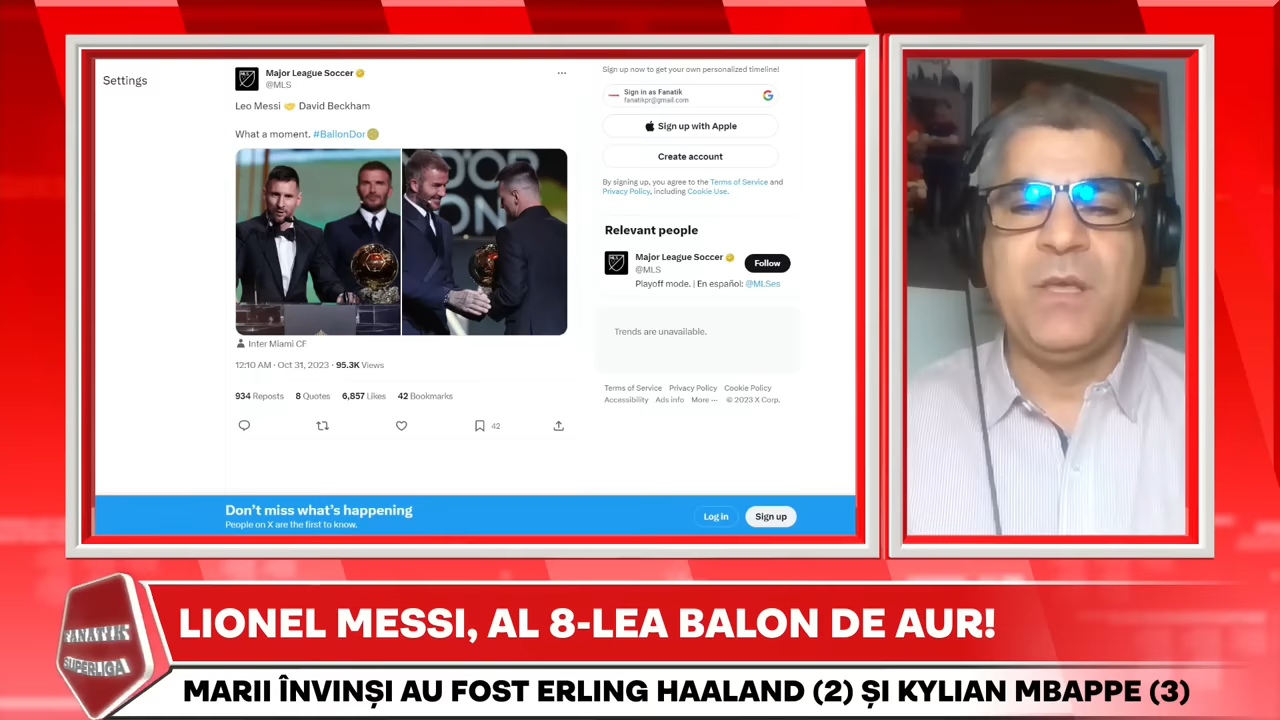 Settings
Major League Soccer
@MLS
Leo Messi 🤝 David Beckham
What a moment. #BallonDor
D'OR
ON
Inter Miami CF
12:10 AM · Oct 31, 2023 · 95.3K Views
934 Reposts 8 Quotes 6,857 Likes 42 Bookmarks
42
Sign up now to get your own personalized timeline!
Sign in as Fanatik
fanatikpr@gmail.com
Sign up with Apple
Create account
By signing up, you agree to the Terms of Service and
Privacy Policy, including Cookie Use.
Relevant people
Major League Soccer
@MLS
Follow
Playoff mode. | En español: @MLSes
Trends are unavailable.
Terms of Service Privacy Policy Cookie Policy
Accessibility Ads info More ··· © 2023 X Corp.
Don't miss what's happening
People on X are the first to know.
Log in
Sign up
LIONEL MESSI, AL 8-LEA BALON DE AUR!
FANATIK
SUPERLIGA
MARII ÎNVINȘI AU FOST ERLING HAALAND (2) ȘI KYLIAN MBAPPE (3)